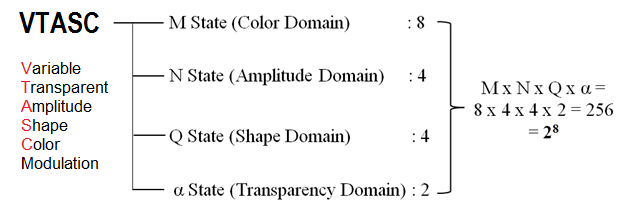 VTASC
Variable
Transparent
Amplitude
Shape
Color
Modulation
M State (Color Domain) : 8
N State (Amplitude Domain) : 4
Q State (Shape Domain) : 4
α State (Transparency Domain) : 2
M x N x Q x α =
8 x 4 x 4 x 2 = 256
= 2⁸